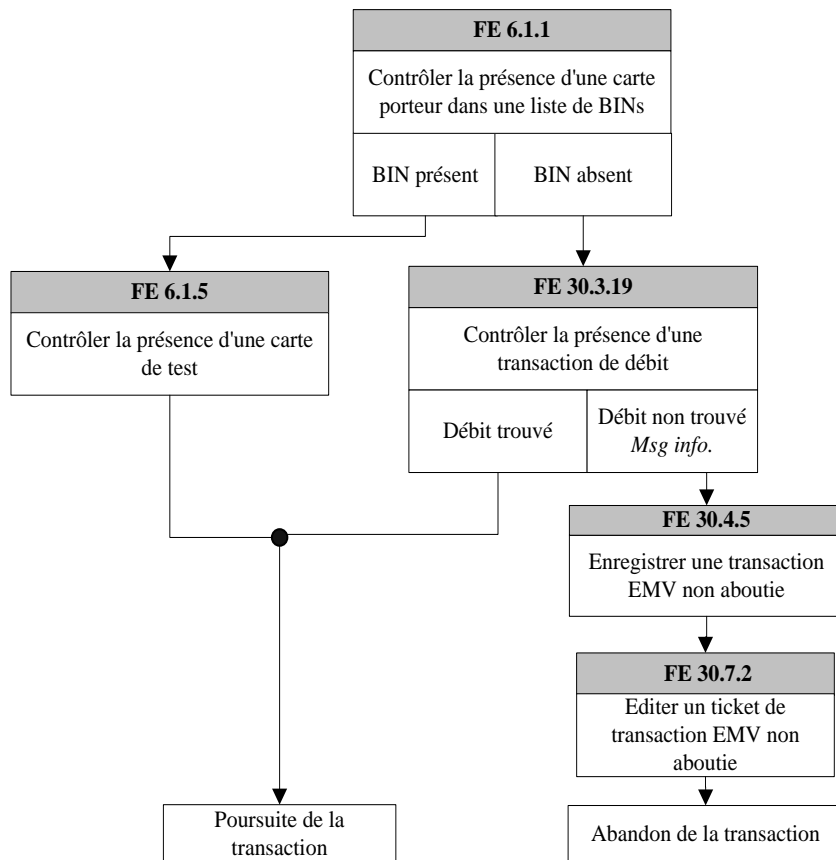 FE 6.1.1
Contrôler la présence d'une carte
porteur dans une liste de BINs
BIN présent
BIN absent
FE 6.1.5
Contrôler la présence d'une carte
de test
FE 30.3.19
Contrôler la présence d'une
transaction de débit
Débit trouvé
Débit non trouvé
Msg info.
FE 30.4.5
Enregistrer une transaction
EMV non aboutie
FE 30.7.2
Editer un ticket de
transaction EMV non
aboutie
Poursuite de la
transaction
Abandon de la transaction